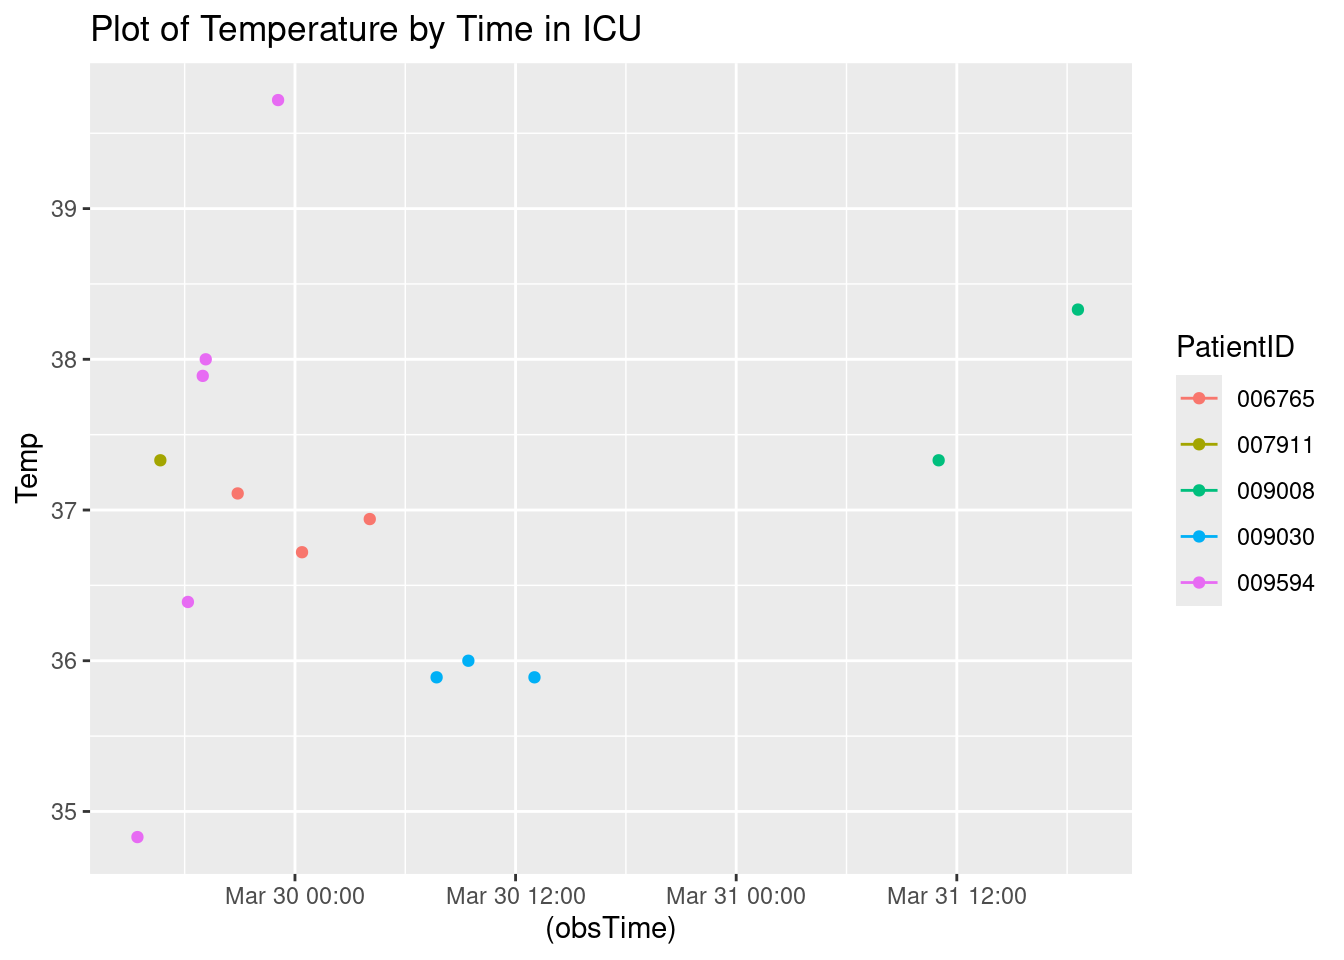 Plot of Temperature by Time in ICU
39
38
37
36
35
Temp
Mar 30 00:00
Mar 30 12:00
Mar 31 00:00
Mar 31 12:00
(obsTime)
PatientID
006765
007911
009008
009030
009594